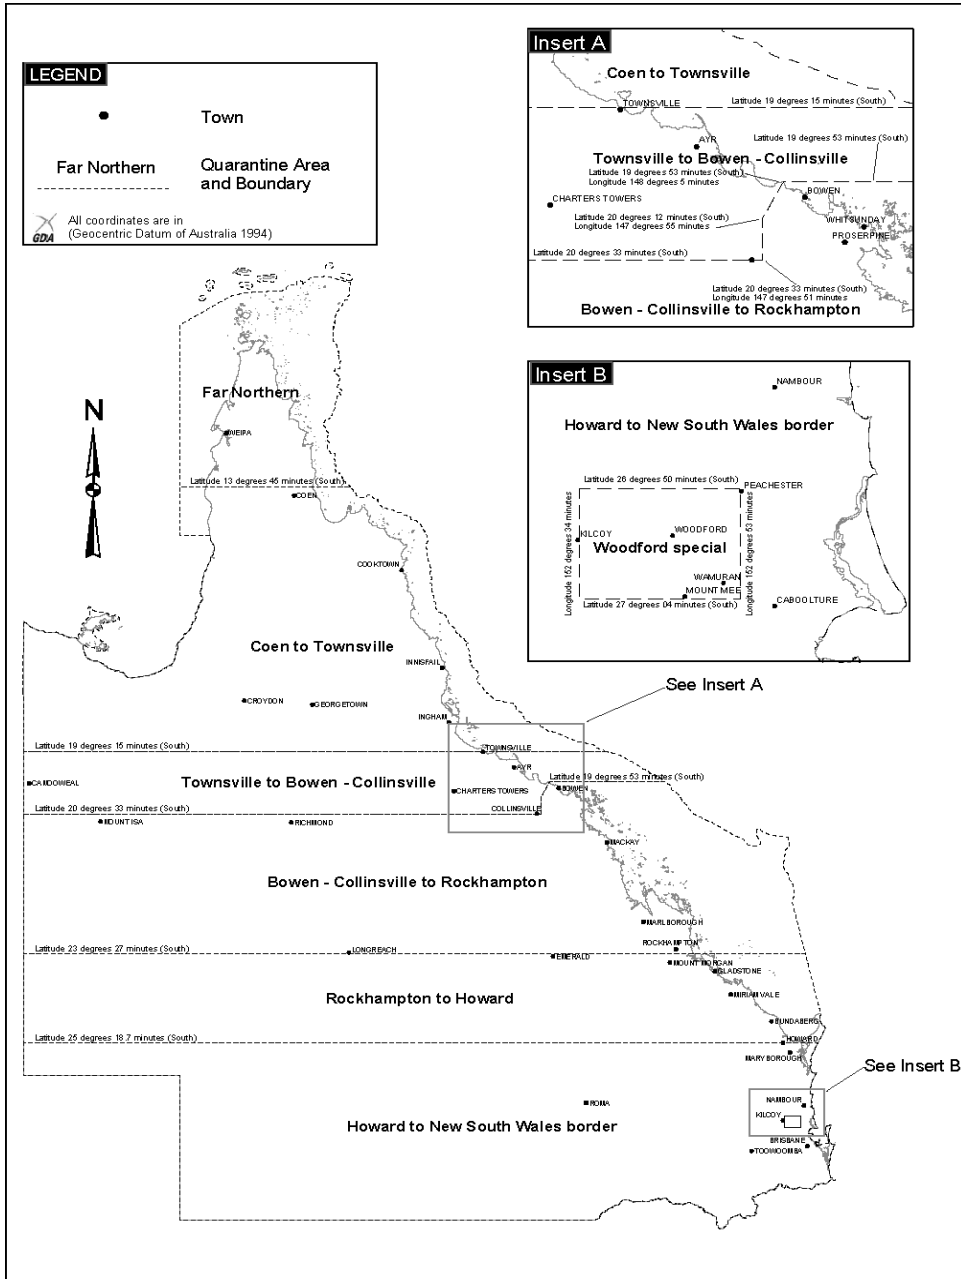 LEGEND
Town
Far Northern
Quarantine Area
and Boundary
GDA
All coordinates are in
(Geocentric Datum of Australia 1994)
Insert A
Coen to Townsville
TOWNSVILLE
Latitude 19 degrees 15 minutes (South)
AYR
Latitude 19 degrees 53 minutes (South)
Townsville to Bowen - Collinsville
Latitude 19 degrees 53 minutes (South)
Longitude 148 degrees 5 minutes
BOWEN
CHARTERS TOWERS
Latitude 20 degrees 12 minutes (South)
Longitude 147 degrees 55 minutes
WHITSUNDAY
PROSERPINE
Latitude 20 degrees 33 minutes (South)
Latitude 20 degrees 33 minutes (South)
Longitude 147 degrees 51 minutes
Bowen - Collinsville to Rockhampton
Insert B
NAMBOUR
Howard to New South Wales border
Latitude 26 degrees 50 minutes (South)
PEACHESTER
Longitude 152 degrees 34 minutes
Longitude 152 degrees 53 minutes
KILCOY
WOODFORD
Woodford special
WAMURAN
MOUNT MEE
Latitude 27 degrees 04 minutes (South)
CABOOLTURE
N
Far Northern
WEIPA
Latitude 13 degrees 45 minutes (South)
COEN
COOKTOWN
Coen to Townsville
INNISFAIL
See Insert A
CROYDON
GEORGETOWN
INGHAM
Latitude 19 degrees 15 minutes (South)
TOWNSVILLE
AYR
CAMOOWEAL
Townsville to Bowen - Collinsville
Latitude 19 degrees 53 minutes (South)
CHARTERS TOWERS
BOWEN
Latitude 20 degrees 33 minutes (South)
COLLINSVILLE
MOUNT ISA
RICHMOND
MACKAY
Bowen - Collinsville to Rockhampton
MARLBOROUGH
ROCKHAMPTON
Latitude 23 degrees 27 minutes (South)
LONGREACH
EMERALD
MOUNT MORGAN
GLADSTONE
Rockhampton to Howard
MIRIAM VALE
BUNDABERG
Latitude 25 degrees 18.7 minutes (South)
HOWARD
MARYBOROUGH
See Insert B
ROMA
NAMBOUR
KILCOY
Howard to New South Wales border
BRISBANE
TOOWOOMBA